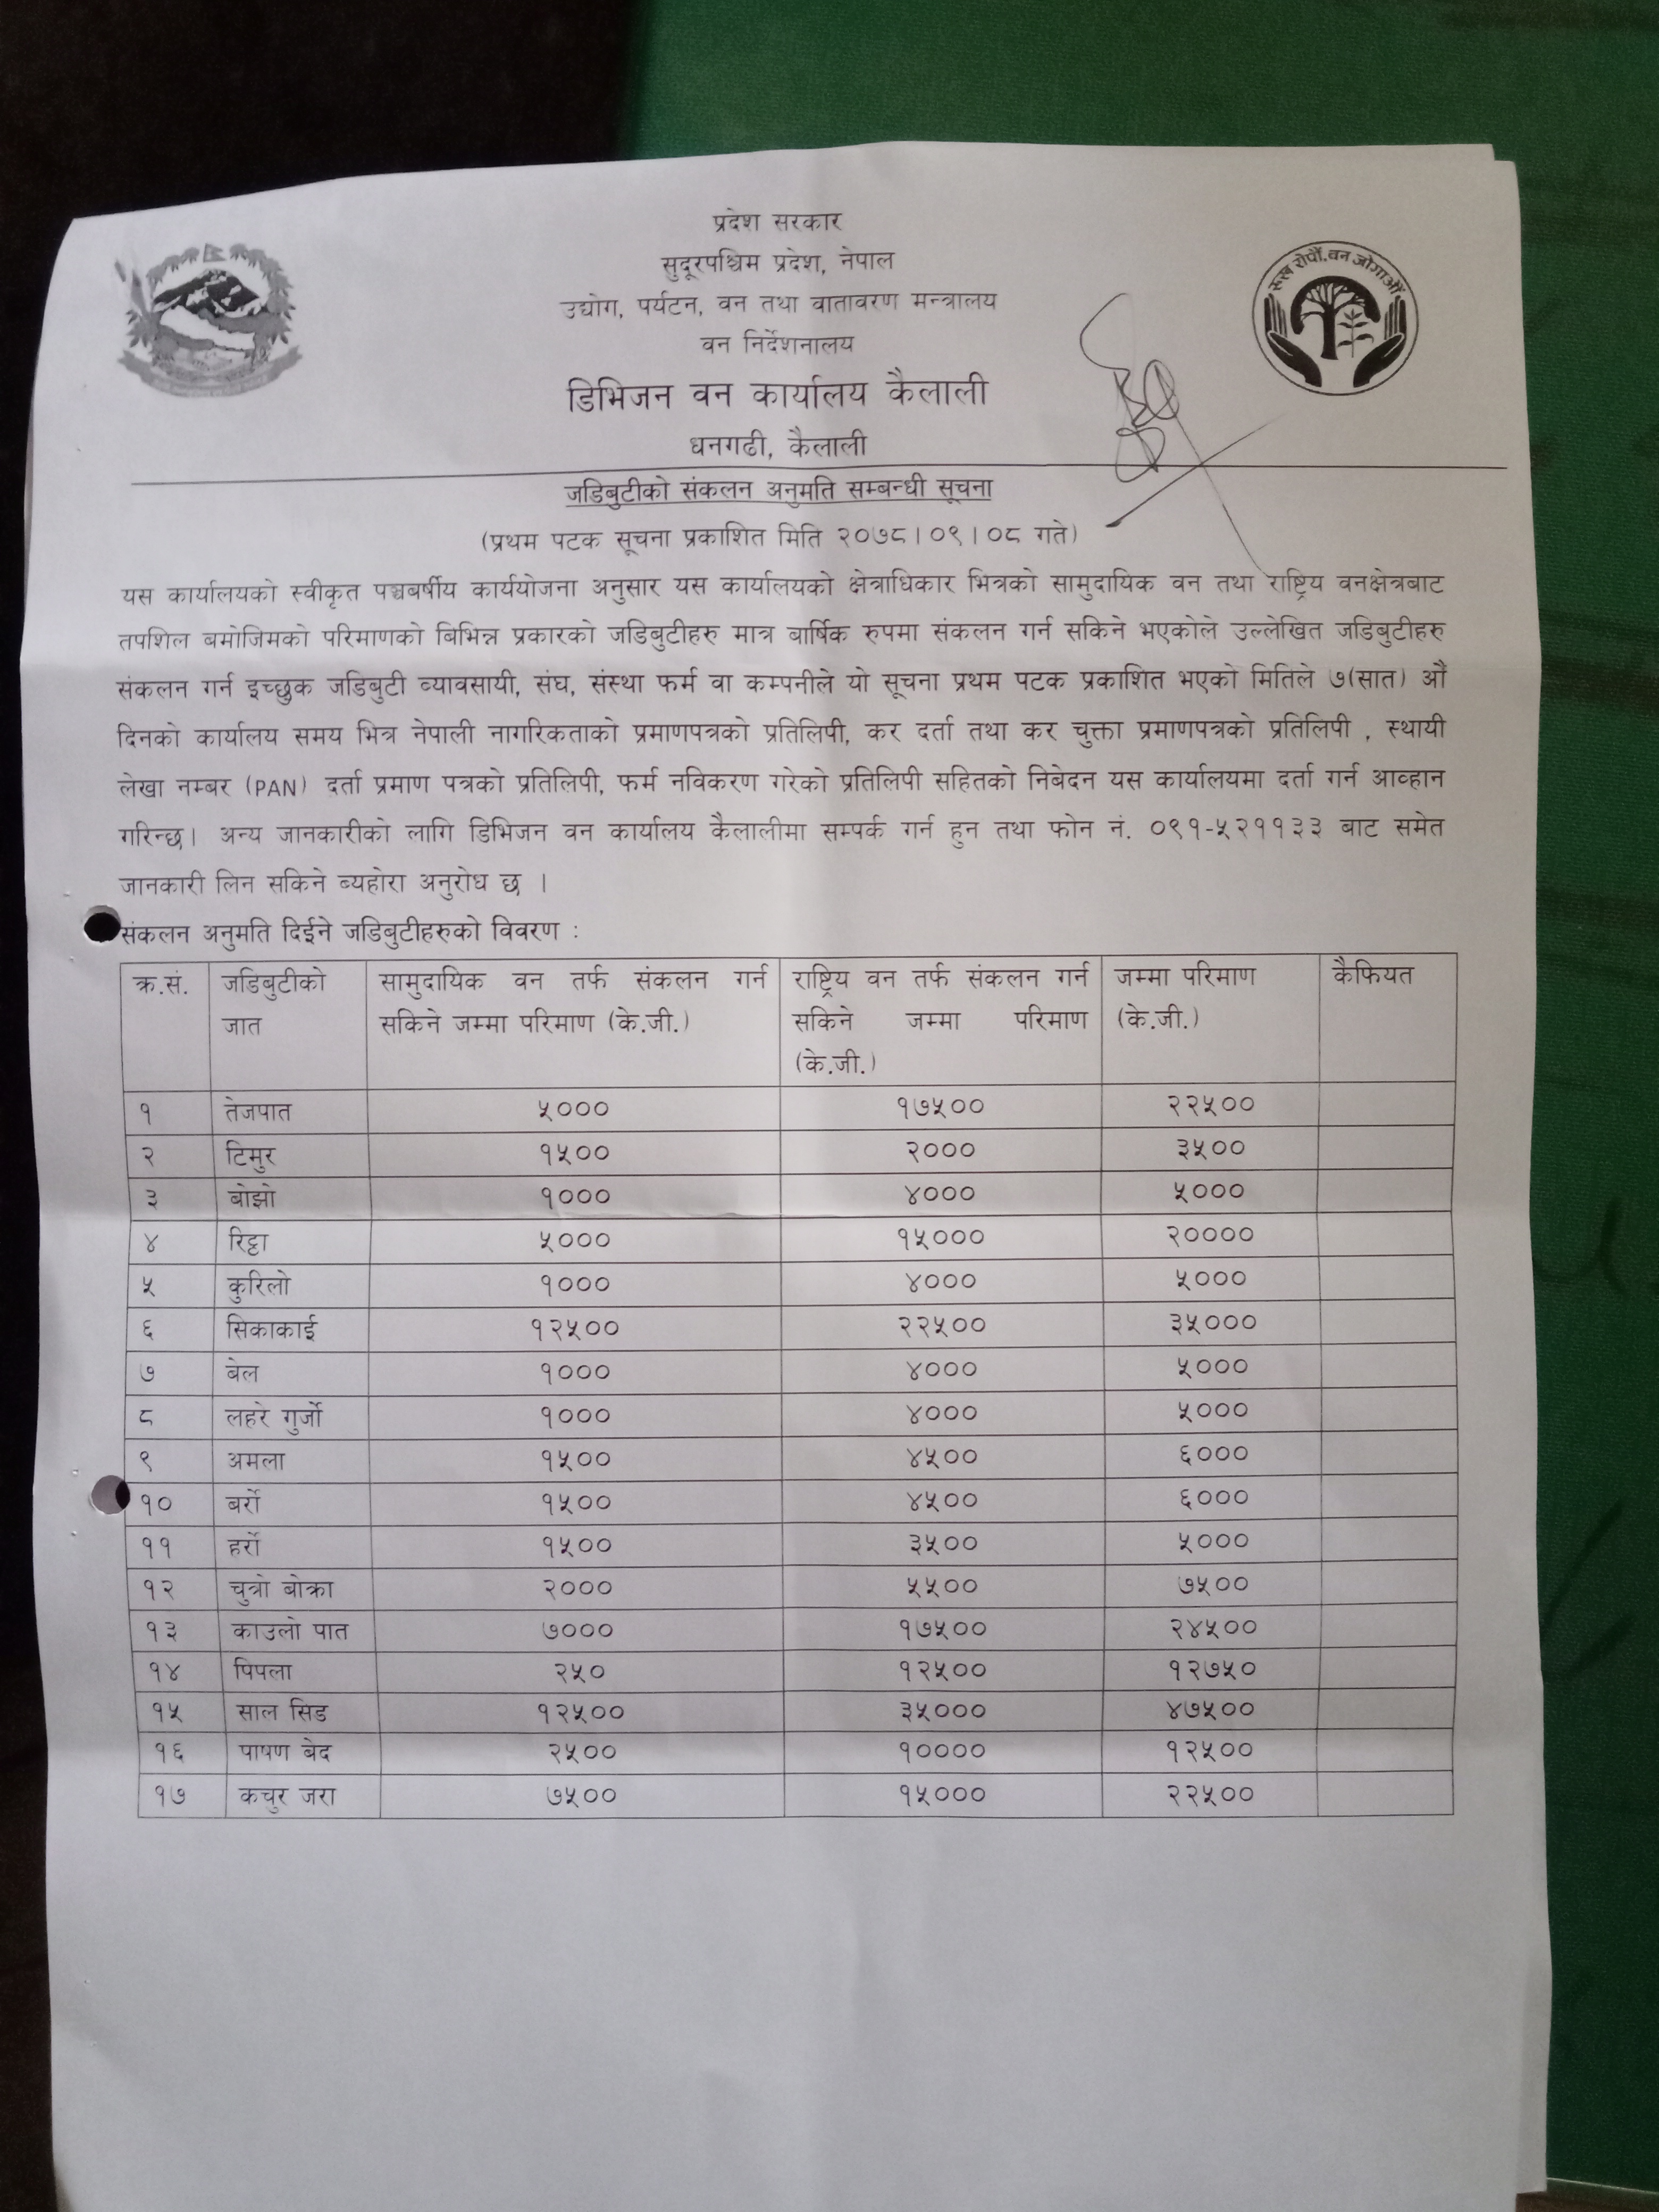 प्रदेश सरकार
सुदूरपश्चिम प्रदेश, नेपाल
उद्योग, पर्यटन, वन तथा वातावरण मन्त्रालय
वन निर्देशनालय
डिभिजन वन कार्यालय कैलाली
धनगढी, कैलाली
रूख रोपौं. वन जोगाऔं
जडिबुटीको संकलन अनुमति सम्बन्धी सूचना
(प्रथम पटक सूचना प्रकाशित मिति २०७८।०९।०८ गते)
यस कार्यालयको स्वीकृत पञ्चबर्षीय कार्ययोजना अनुसार यस कार्यालयको क्षेत्राधिकार भित्रको सामुदायिक वन तथा राष्ट्रिय वनक्षेत्रबाट
तपशिल बमोजिमको परिमाणको बिभिन्न प्रकारको जडिबुटीहरु मात्र बार्षिक रुपमा संकलन गर्न सकिने भएकोले उल्लेखित जडिबुटीहरु
संकलन गर्न इच्छुक जडिबुटी ब्यावसायी, संघ, संस्था फर्म वा कम्पनीले यो सूचना प्रथम पटक प्रकाशित भएको मितिले ७(सात) औं
दिनको कार्यालय समय भित्र नेपाली नागरिकताको प्रमाणपत्रको प्रतिलिपी, कर दर्ता तथा कर चुक्ता प्रमाणपत्रको प्रतिलिपी , स्थायी
लेखा नम्बर (PAN) दर्ता प्रमाण पत्रको प्रतिलिपी, फर्म नविकरण गरेको प्रतिलिपी सहितको निबेदन यस कार्यालयमा दर्ता गर्न आव्हान
गरिन्छ। अन्य जानकारीको लागि डिभिजन वन कार्यालय कैलालीमा सम्पर्क गर्न हुन तथा फोन नं. ०९१-५२११३३ बाट समेत
जानकारी लिन सकिने ब्यहोरा अनुरोध छ ।
संकलन अनुमति दिईने जडिबुटीहरुको विवरण :
क्र.सं. जडिबुटीको सामुदायिक वन तर्फ संकलन गर्न राष्ट्रिय वन तर्फ संकलन गर्न जम्मा परिमाण कैफियत
जात सकिने जम्मा परिमाण (के.जी.) सकिने जम्मा परिमाण (के.जी.)
(के.जी.)
१ तेजपात ५००० १७५०० २२५००
२ टिमुर १५०० २००० ३५००
३ बोझो १००० ४००० ५०००
४ रिट्ठा ५००० १५००० २००००
५ कुरिलो १००० ४००० ५०००
६ सिकाकाई १२५०० २२५०० ३५०००
७ बेल १००० ४००० ५०००
८ लहरे गुर्जो १००० ४००० ५०००
९ अमला १५०० ४५०० ६०००
१० बर्रो १५०० ४५०० ६०००
११ हर्रो १५०० ३५०० ५०००
१२ चुत्रो बोक्रा २००० ५५०० ७५००
१३ काउलो पात ७००० १७५०० २४५००
१४ पिपला २५० १२५०० १२७५०
१५ साल सिड १२५०० ३५००० ४७५००
१६ पाषण बेद २५०० १०००० १२५००
१७ कचुर जरा ७५०० १५००० २२५००